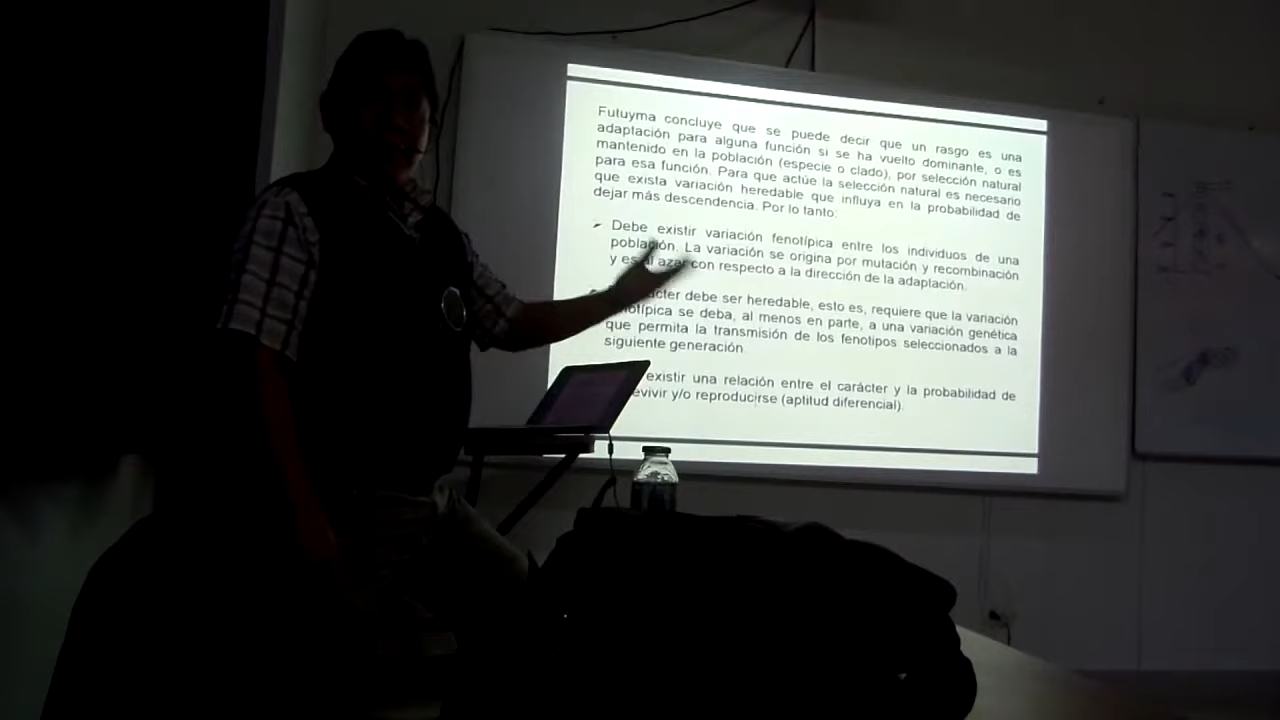 Futuyma concluye que se puede decir que un rasgo es una
adaptación para alguna función si se ha vuelto dominante, o es
mantenido en la población (especie o clado), por selección natural
para esa función. Para que actúe la selección natural es necesario
que exista variación heredable que influya en la probabilidad de
dejar más descendencia. Por lo tanto:
Debe existir variación fenotípica entre los individuos de una
población. La variación se origina por mutación y recombinación
y es al azar con respecto a la dirección de la adaptación.
debe ser heredable, esto es, requiere que la variación
se deba, al menos en parte, a una variación genética
que permita la transmisión de los fenotipos seleccionados a la
siguiente generación
existir una relación entre el carácter y la probabilidad de
y/o reproducirse (aptitud diferencial).